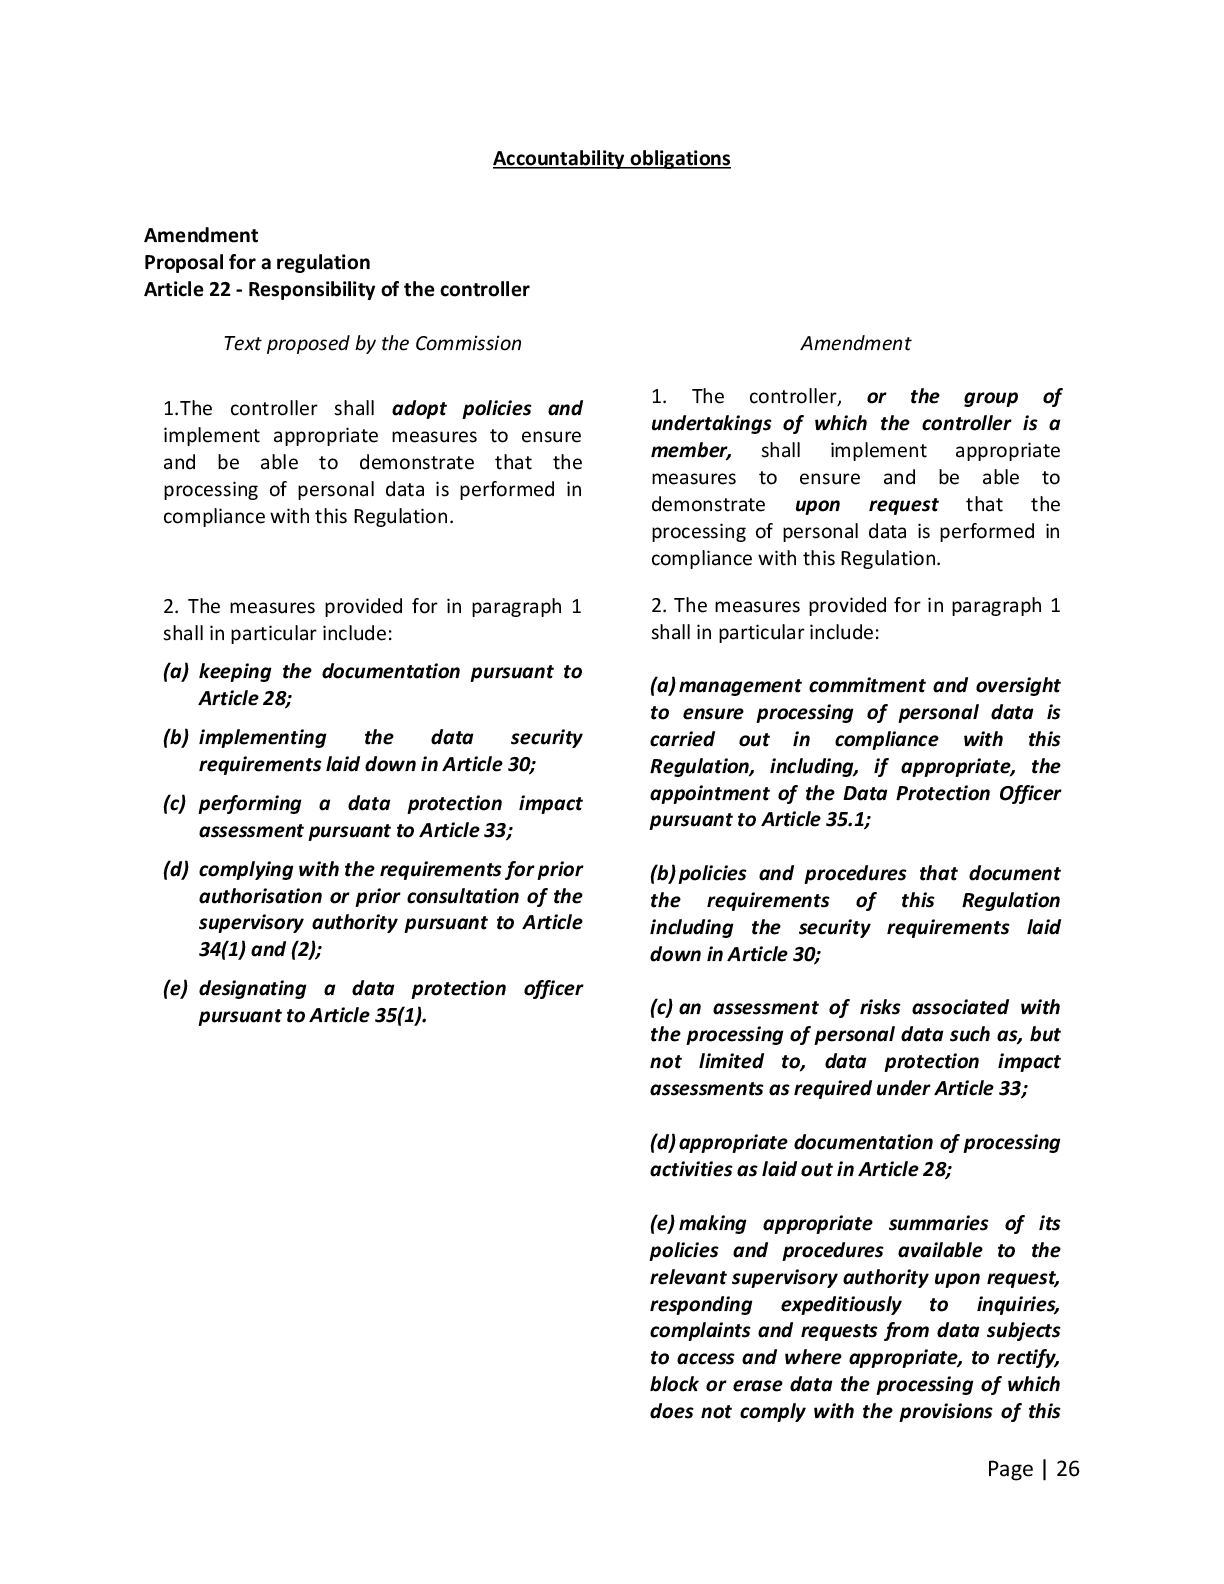 Accountability obligations
Amendment
Proposal for a regulation
Article 22 - Responsibility of the controller
Text proposed by the Commission
1.The controller shall adopt policies and
implement appropriate measures to ensure
and be able to demonstrate that the
processing of personal data is performed in
compliance with this Regulation.
2. The measures provided for in paragraph 1
shall in particular include:
(a) keeping the documentation pursuant to
Article 28;
(b) implementing the data security
requirements laid down in Article 30;
(c) performing a data protection impact
assessment pursuant to Article 33;
(d) complying with the requirements for prior
authorisation or prior consultation of the
supervisory authority pursuant to Article
34(1) and (2);
(e) designating a data protection officer
pursuant to Article 35(1).
Amendment
1. The controller, or the group of
undertakings of which the controller is a
member, shall implement appropriate
measures to ensure and be able to
demonstrate upon request that the
processing of personal data is performed in
compliance with this Regulation.
2. The measures provided for in paragraph 1
shall in particular include:
(a) management commitment and oversight
to ensure processing of personal data is
carried out in compliance with this
Regulation, including, if appropriate, the
appointment of the Data Protection Officer
pursuant to Article 35.1;
(b) policies and procedures that document
the requirements of this Regulation
including the security requirements laid
down in Article 30;
(c) an assessment of risks associated with
the processing of personal data such as, but
not limited to, data protection impact
assessments as required under Article 33;
(d) appropriate documentation of processing
activities as laid out in Article 28;
(e) making appropriate summaries of its
policies and procedures available to the
relevant supervisory authority upon request,
responding expeditiously to inquiries,
complaints and requests from data subjects
to access and where appropriate, to rectify,
block or erase data the processing of which
does not comply with the provisions of this
Page | 26